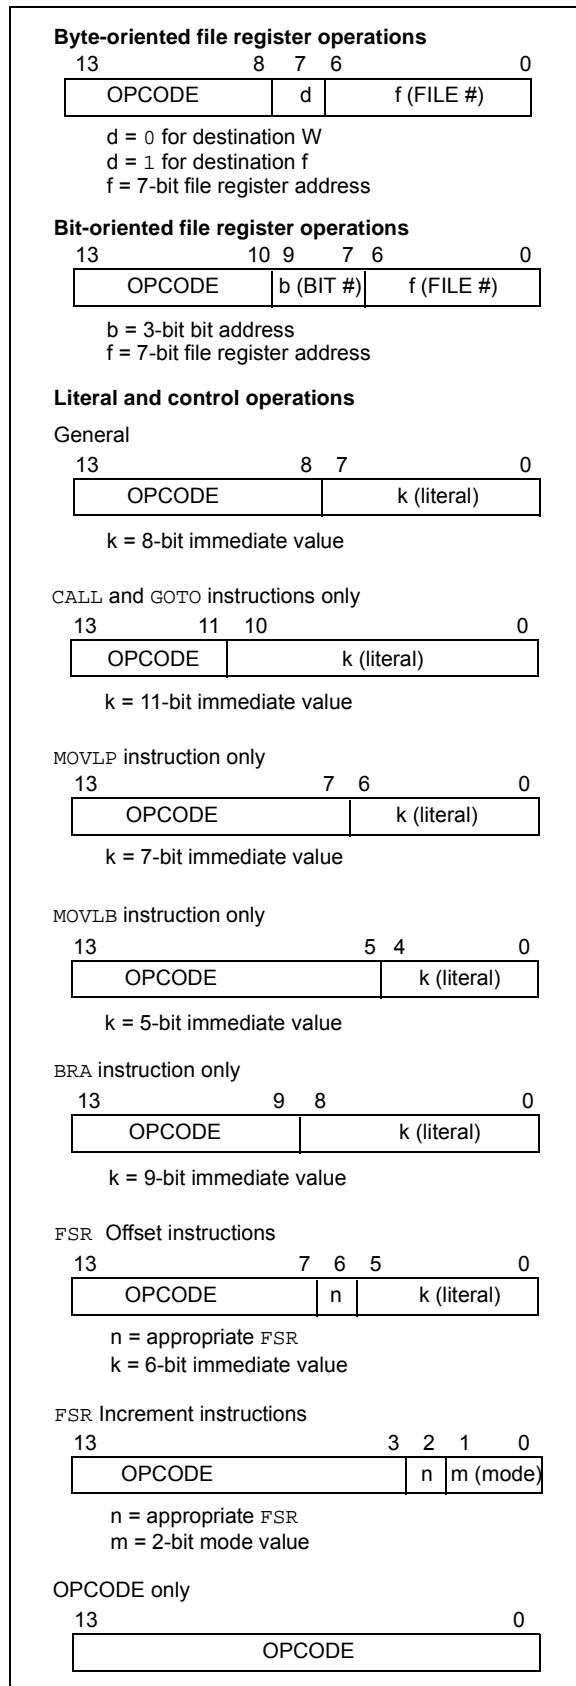 Byte-oriented file register operations
13 8 7 6 0
OPCODE d f (FILE #)
d = 0 for destination W
d = 1 for destination f
f = 7-bit file register address
Bit-oriented file register operations
13 10 9 7 6 0
OPCODE b (BIT #) f (FILE #)
b = 3-bit bit address
f = 7-bit file register address
Literal and control operations
General
13 8 7 0
OPCODE k (literal)
k = 8-bit immediate value
CALL and GOTO instructions only
13 11 10 0
OPCODE k (literal)
k = 11-bit immediate value
MOVLP instruction only
13 7 6 0
OPCODE k (literal)
k = 7-bit immediate value
MOVLB instruction only
13 5 4 0
OPCODE k (literal)
k = 5-bit immediate value
BRA instruction only
13 9 8 0
OPCODE k (literal)
k = 9-bit immediate value
FSR Offset instructions
13 7 6 5 0
OPCODE n k (literal)
n = appropriate FSR
k = 6-bit immediate value
FSR Increment instructions
13 3 2 1 0
OPCODE n m (mode)
n = appropriate FSR
m = 2-bit mode value
OPCODE only
13 0
OPCODE